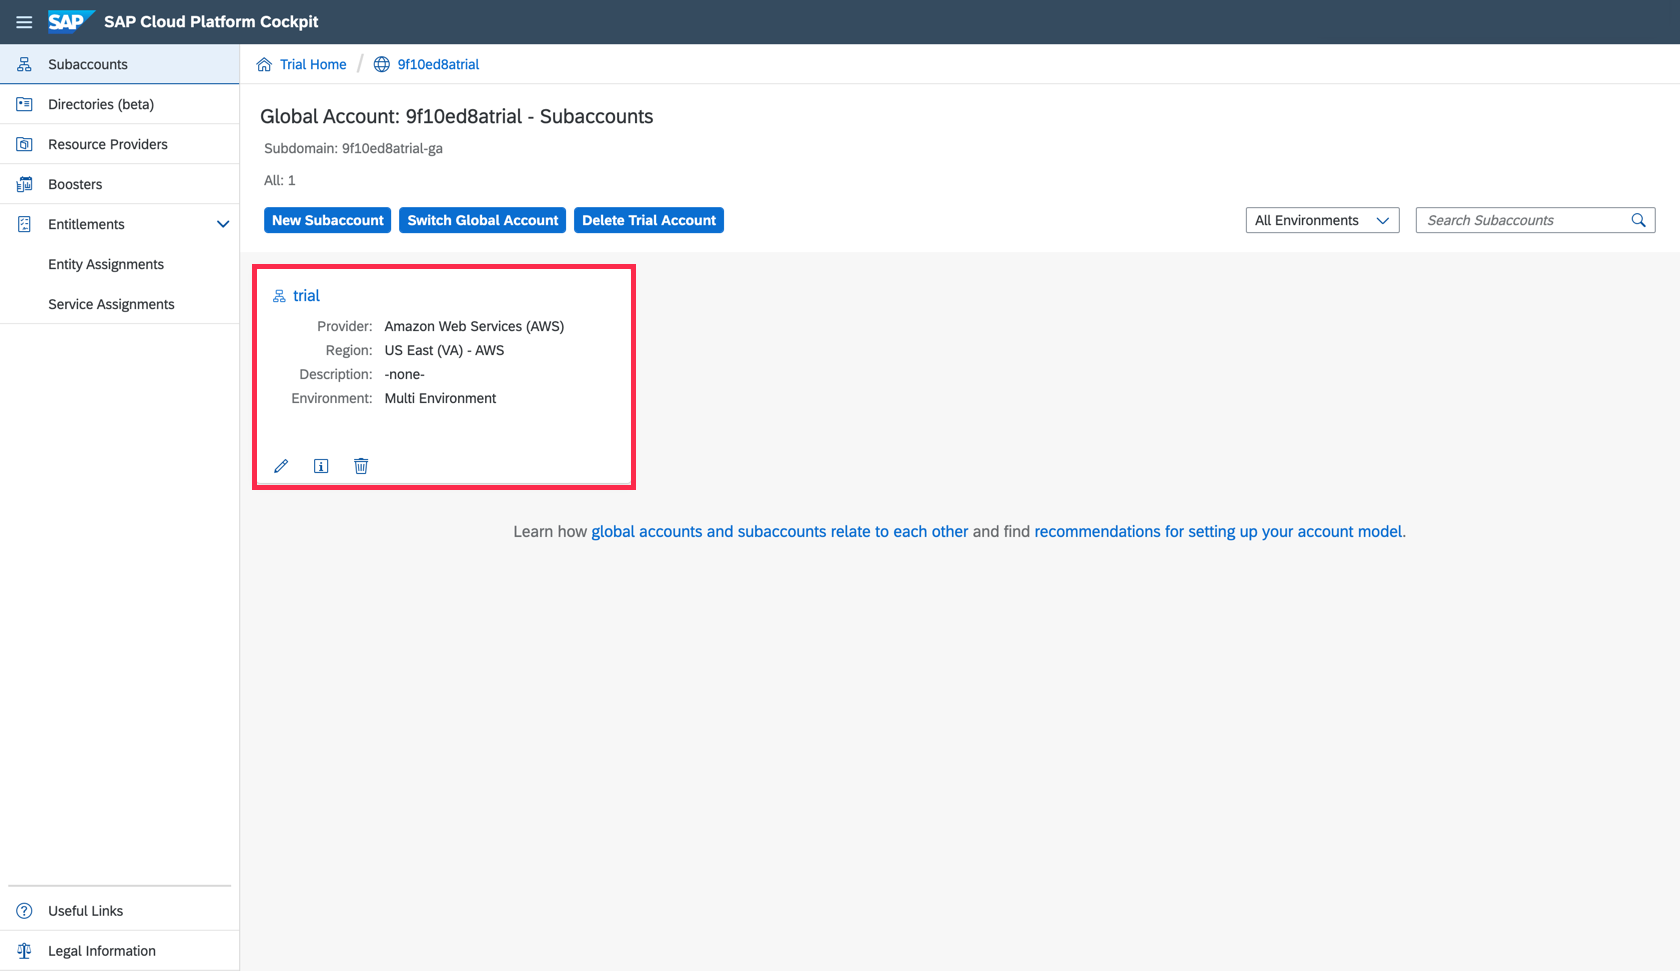 SAP SAP Cloud Platform Cockpit
Subaccounts
Directories (beta)
Resource Providers
Boosters
Entitlements
Entity Assignments
Service Assignments
Useful Links
Legal Information
Trial Home / 9f10ed8atrial
Global Account: 9f10ed8atrial - Subaccounts
Subdomain: 9f10ed8atrial-ga
All: 1
New Subaccount Switch Global Account Delete Trial Account All Environments Search Subaccounts
trial
Provider: Amazon Web Services (AWS)
Region: US East (VA) - AWS
Description: -none-
Environment: Multi Environment
Learn how global accounts and subaccounts relate to each other and find recommendations for setting up your account model.